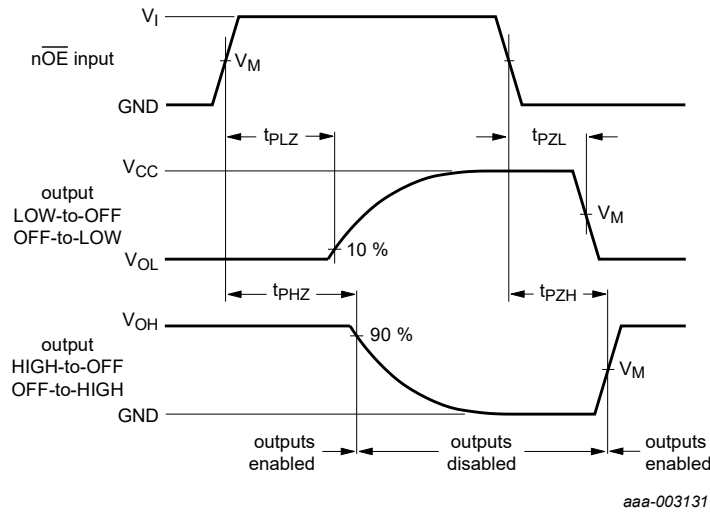 V_I
nO̅E̅ input
V_M
GND
t_PLZ
t_PZL
V_CC
output
LOW-to-OFF
OFF-to-LOW
V_M
10 %
V_OL
t_PHZ
t_PZH
V_OH
90 %
output
HIGH-to-OFF
OFF-to-HIGH
V_M
GND
outputs
enabled
outputs
disabled
outputs
enabled
aaa-003131